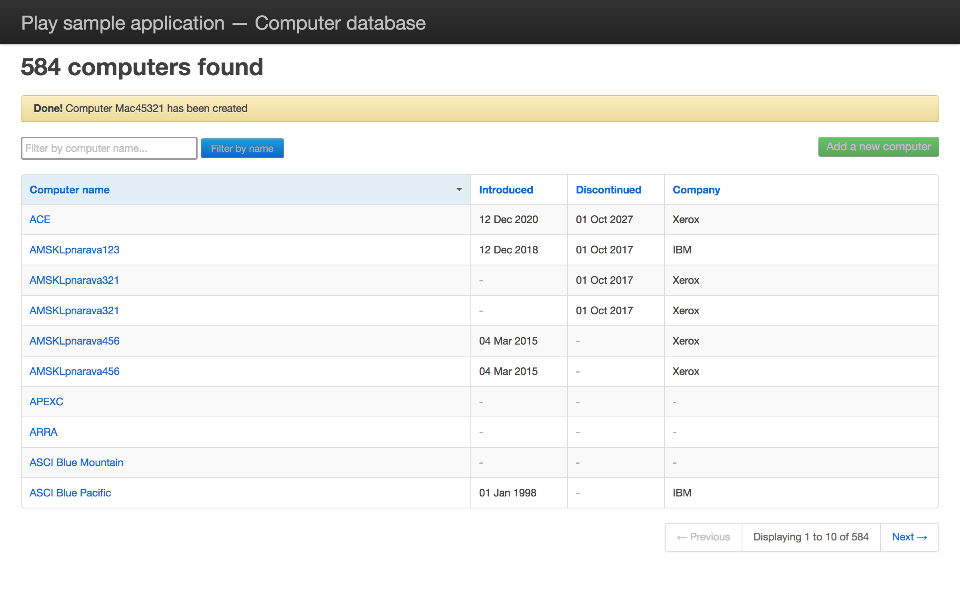 Play sample application — Computer database
584 computers found
Done! Computer Mac45321 has been created
Filter by computer name... Filter by name Add a new computer
Computer name Introduced Discontinued Company
ACE 12 Dec 2020 01 Oct 2027 Xerox
AMSKLpnarava123 12 Dec 2018 01 Oct 2017 IBM
AMSKLpnarava321 - 01 Oct 2017 Xerox
AMSKLpnarava321 - 01 Oct 2017 Xerox
AMSKLpnarava456 04 Mar 2015 - Xerox
AMSKLpnarava456 04 Mar 2015 - Xerox
APEXC - - -
ARRA - - -
ASCI Blue Mountain - - -
ASCI Blue Pacific 01 Jan 1998 - IBM
← Previous Displaying 1 to 10 of 584 Next →